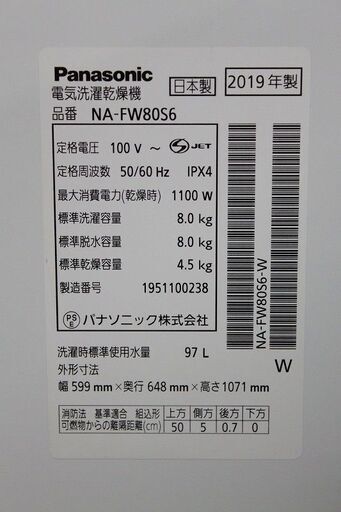 Panasonic
日本製
2019年製
電気洗濯乾燥機
品番 NA-FW80S6
定格電圧 100 V ～ S JET
定格周波数 50/60 Hz IPX4
最大消費電力(乾燥時) 1100 W
標準洗濯容量 8.0 kg
標準脱水容量 8.0 kg
標準乾燥容量 4.5 kg
製造番号 1951100238
PS E パナソニック株式会社
NA-FW80S6-W
洗濯時標準使用水量 97 L
W
外形寸法
幅 599 mm×奥行 648 mm×高さ1071 mm
消防法 基準適合 組込形 上方 側方 後方 下方
可燃物からの離隔距離(cm) 50 5 0.7 0